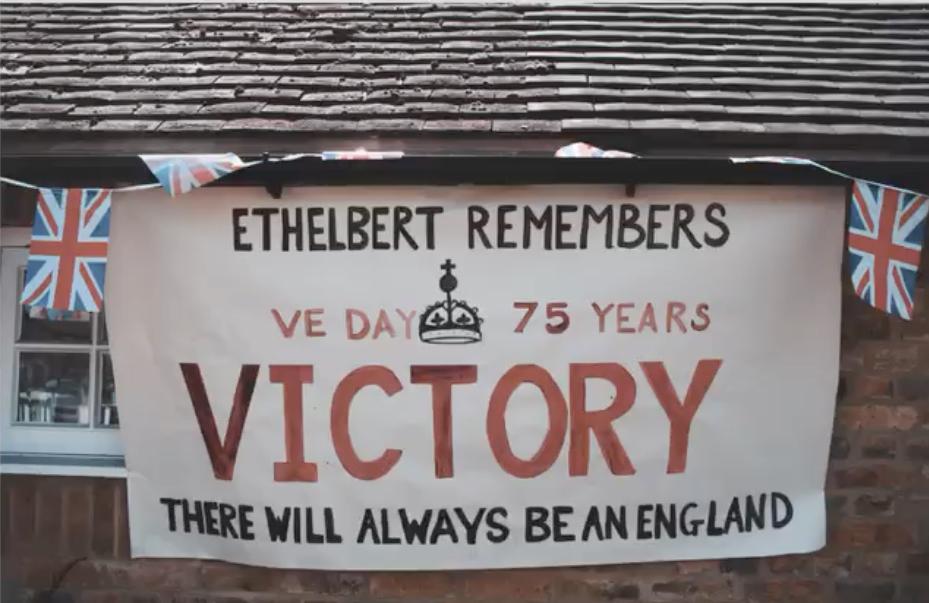 ETHELBERT REMEMBERS
VE DAY 75 YEARS
VICTORY
THERE WILL ALWAYS BE AN ENGLAND